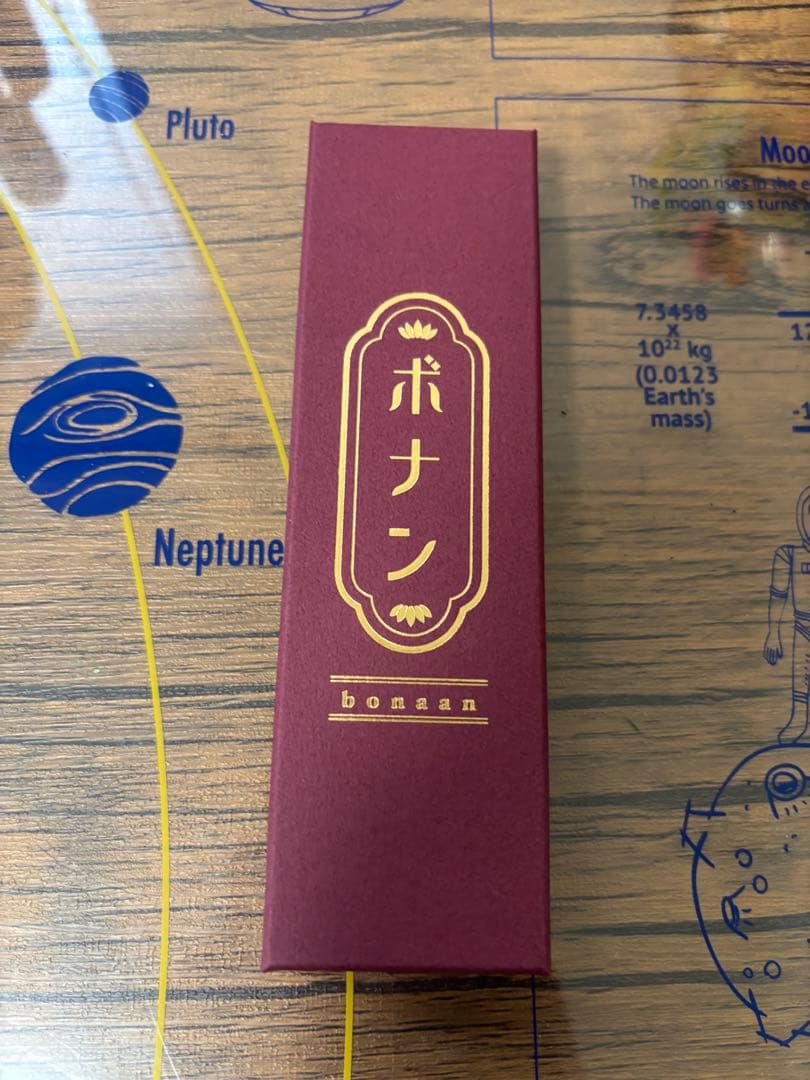 Pluto
Moo
The moon rises in the e
The moon goes turns a
ボナン
7.3458
x
10²² kg
(0.0123
Earth's
mass)
Neptune
bonaan